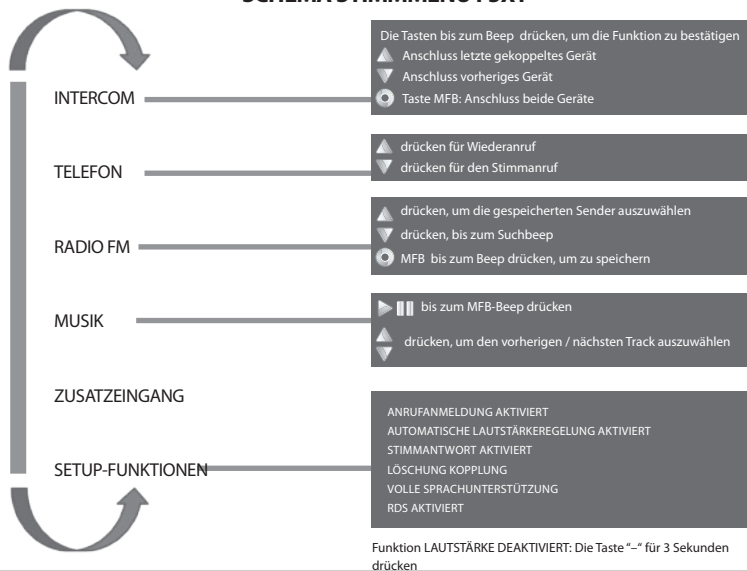 INTERCOM
Die Tasten bis zum Beep drücken, um die Funktion zu bestätigen
Anschluss letzte gekoppeltes Gerät
Anschluss vorheriges Gerät
Taste MFB: Anschluss beide Geräte
TELEFON
drücken für Wiederanruf
drücken für den Stimmanruf
RADIO FM
drücken, um die gespeicherten Sender auszuwählen
drücken, bis zum Suchbeep
MFB bis zum Beep drücken, um zu speichern
MUSIK
bis zum MFB-Beep drücken
drücken, um den vorherigen / nächsten Track auszuwählen
ZUSATZEINGANG
SETUP-FUNKTIONEN
ANRUFANMELDUNG AKTIVIERT
AUTOMATISCHE LAUTSTÄRKEREGELUNG AKTIVIERT
STIMMANTWORT AKTIVIERT
LÖSCHUNG KOPPLUNG
VOLLE SPRACHUNTERSTÜTZUNG
RDS AKTIVIERT
Funktion LAUTSTÄRKE DEAKTIVIERT: Die Taste "–" für 3 Sekunden
drücken